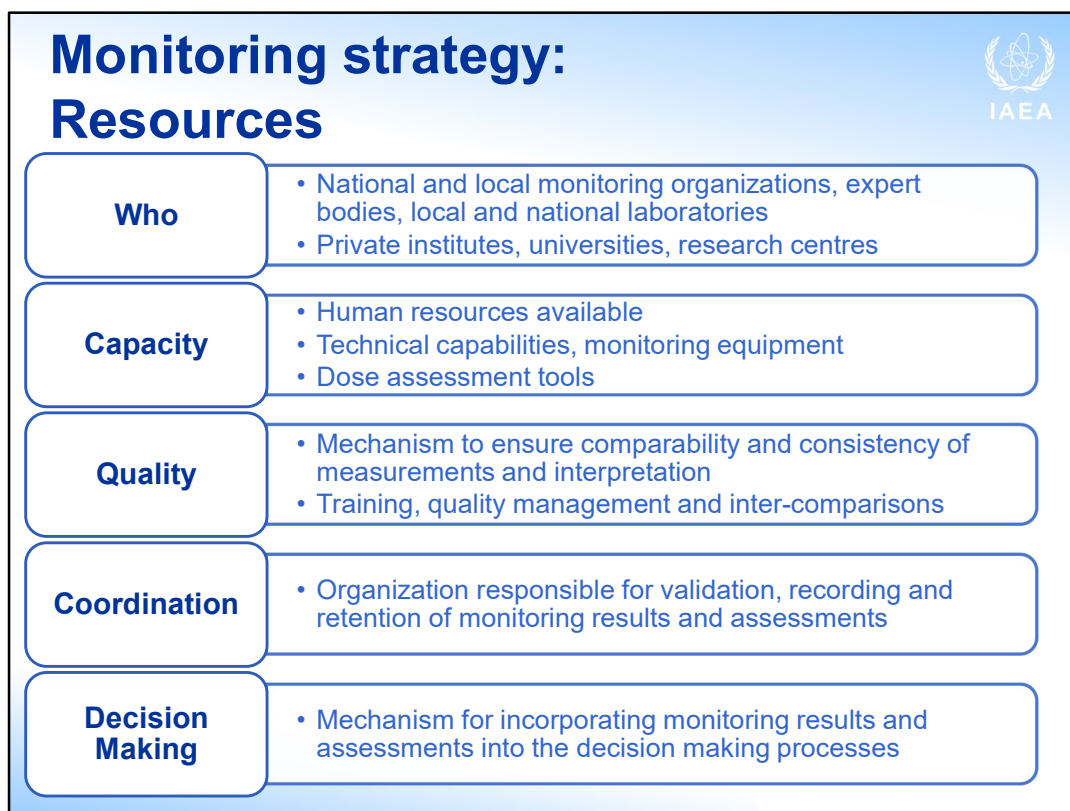 Monitoring strategy:
Resources
IAEA
Who
• National and local monitoring organizations, expert
bodies, local and national laboratories
• Private institutes, universities, research centres
Capacity
• Human resources available
• Technical capabilities, monitoring equipment
• Dose assessment tools
Quality
• Mechanism to ensure comparability and consistency of
measurements and interpretation
• Training, quality management and inter-comparisons
Coordination
• Organization responsible for validation, recording and
retention of monitoring results and assessments
Decision
Making
• Mechanism for incorporating monitoring results and
assessments into the decision making processes